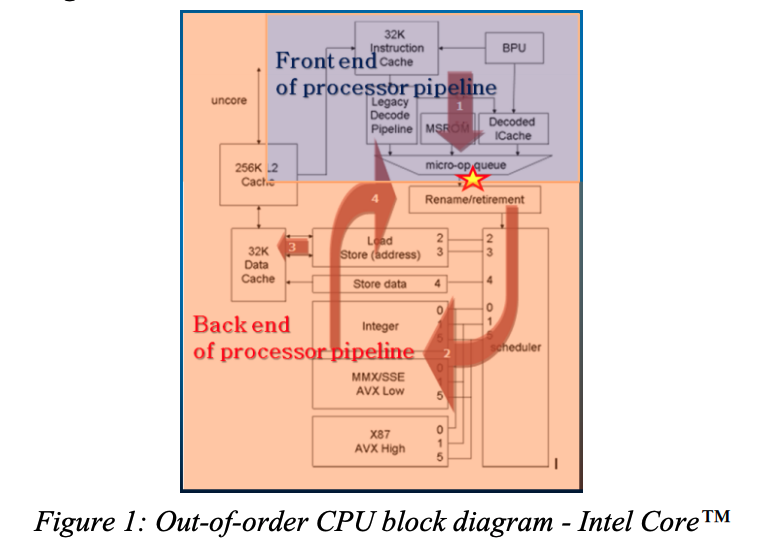 32K
Instruction
Cache
BPU
Front end
of processor pipeline
uncore
Legacy
Decode
Pipeline
1
MSROM
Decoded
ICache
micro-op queue
256K L2
Cache
4
Rename/retirement
32K
Data
Cache
3
Load
Store (address)
2
3
2
3
Store data
4
4
Back end
of processor pipeline
Integer
0
1
5
0
1
5
2
scheduler
MMX/SSE
AVX Low
0
1
5
X87
AVX High
0
1
5
I
Figure 1: Out-of-order CPU block diagram - Intel Core™